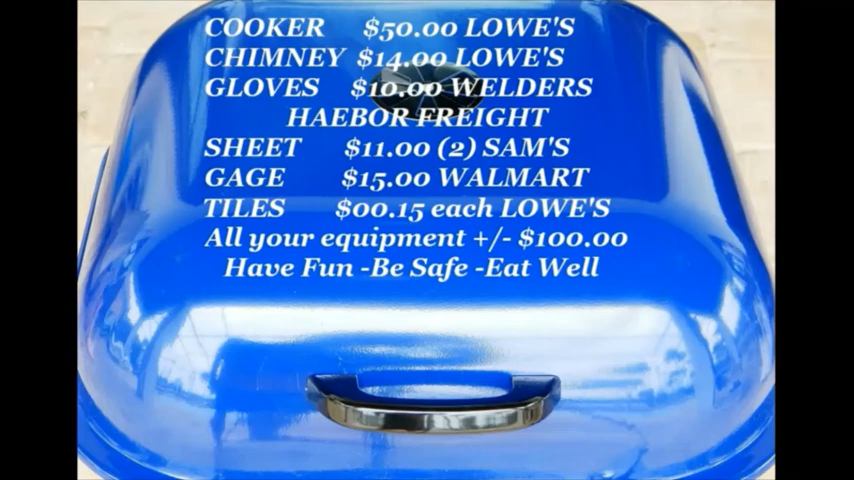 COOKER $50.00 LOWE'S
CHIMNEY $14.00 LOWE'S
GLOVES $10.00 WELDERS
HAEBOR FREIGHT
SHEET $11.00 (2) SAM'S
GAGE $15.00 WALMART
TILES $00.15 each LOWE'S
All your equipment +/- $100.00
Have Fun -Be Safe -Eat Well